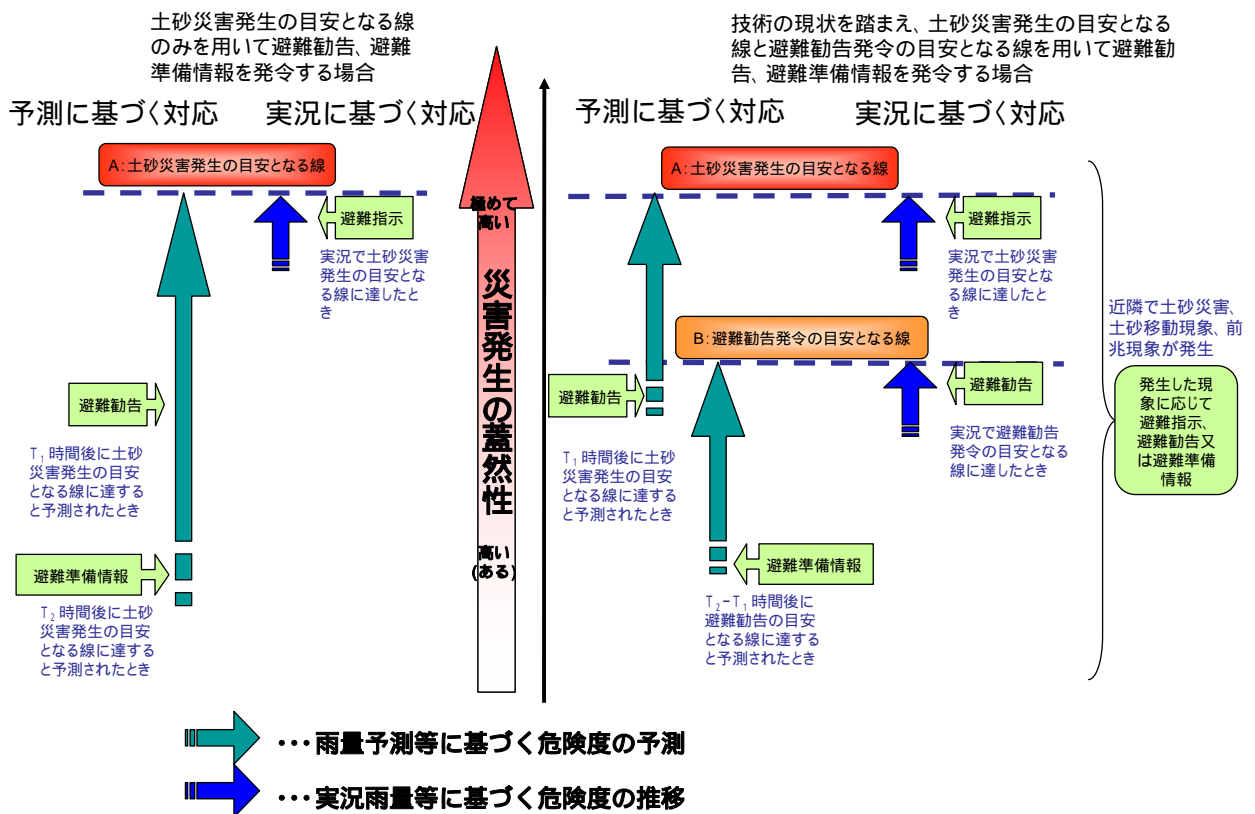 土砂災害発生の目安となる線
のみを用いて避難勧告、避難
準備情報を発令する場合
予測に基づく対応
実況に基づく対応
A:土砂災害発生の目安となる線
避難指示
実況で土砂災害
発生の目安とな
る線に達したと
き
避難勧告
T₁時間後に土砂
災害発生の目安
となる線に達する
と予測されたとき
避難準備情報
T₂時間後に土砂
災害発生の目安
となる線に達する
と予測されたとき
極めて
高い
災害発生の蓋然性
高い
(ある)
技術の現状を踏まえ、土砂災害発生の目安となる
線と避難勧告発令の目安となる線を用いて避難勧
告、避難準備情報を発令する場合
予測に基づく対応
実況に基づく対応
A:土砂災害発生の目安となる線
避難指示
実況で土砂災害
発生の目安とな
る線に達したと
き
B:避難勧告発令の目安となる線
避難勧告
T₁時間後に土砂
災害発生の目安
となる線に達する
と予測されたとき
避難勧告
実況で避難勧告
発令の目安となる
線に達したとき
避難準備情報
T₂−T₁時間後に
避難勧告の目安
となる線に達する
と予測されたとき
近隣で土砂災害、
土砂移動現象、前
兆現象が発生
発生した現
象に応じて
避難指示、
避難勧告又
は避難準備
情報
・・・雨量予測等に基づく危険度の予測
・・・実況雨量等に基づく危険度の推移